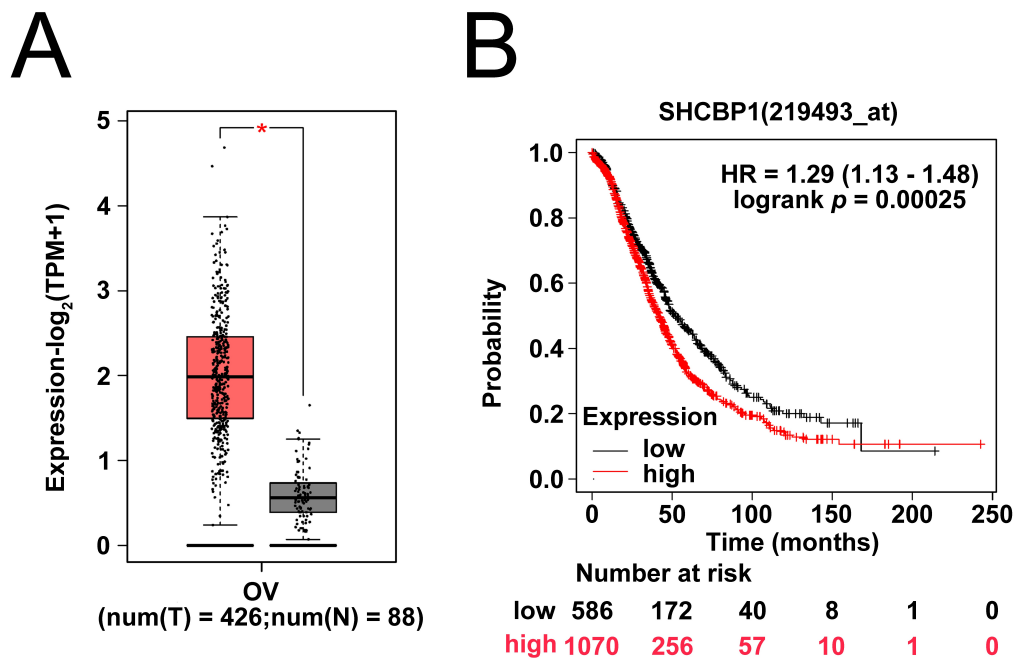 A
B
Expression-log2(TPM+1)
5
4
3
2
1
0
*
OV
(num(T) = 426;num(N) = 88)
SHCBP1(219493_at)
HR = 1.29 (1.13 - 1.48)
logrank p = 0.00025
Probability
1.0
0.8
0.6
0.4
0.2
0.0
Expression
low
high
0 50 100 150 200 250
Time (months)
Number at risk
low 586 172 40 8 1 0
high 1070 256 57 10 1 0